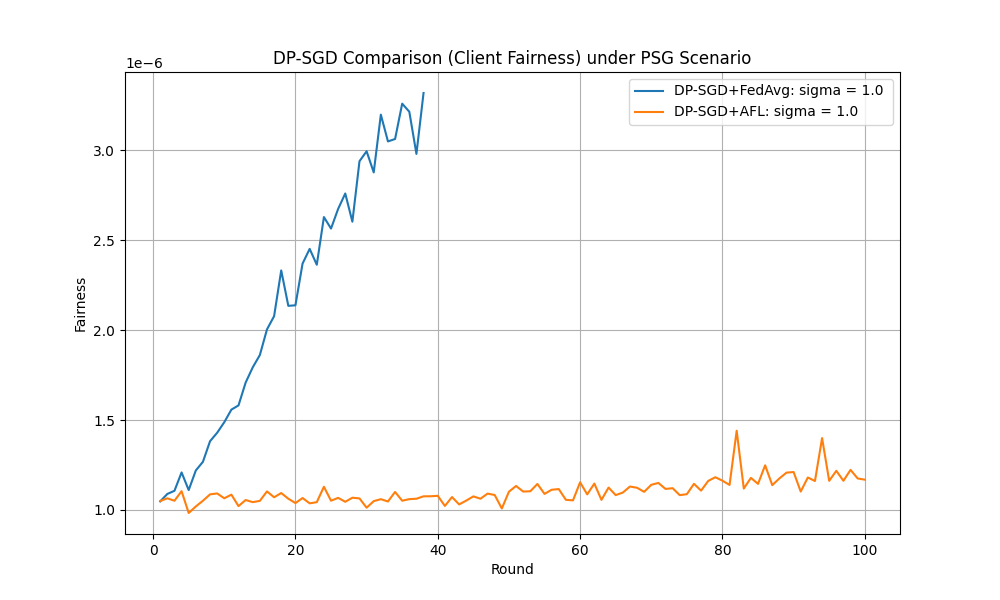 DP-SGD Comparison (Client Fairness) under PSG Scenario
1e−6
DP-SGD+FedAvg: sigma = 1.0
DP-SGD+AFL: sigma = 1.0
3.0
2.5
2.0
1.5
1.0
Fairness
0 20 40 60 80 100
Round